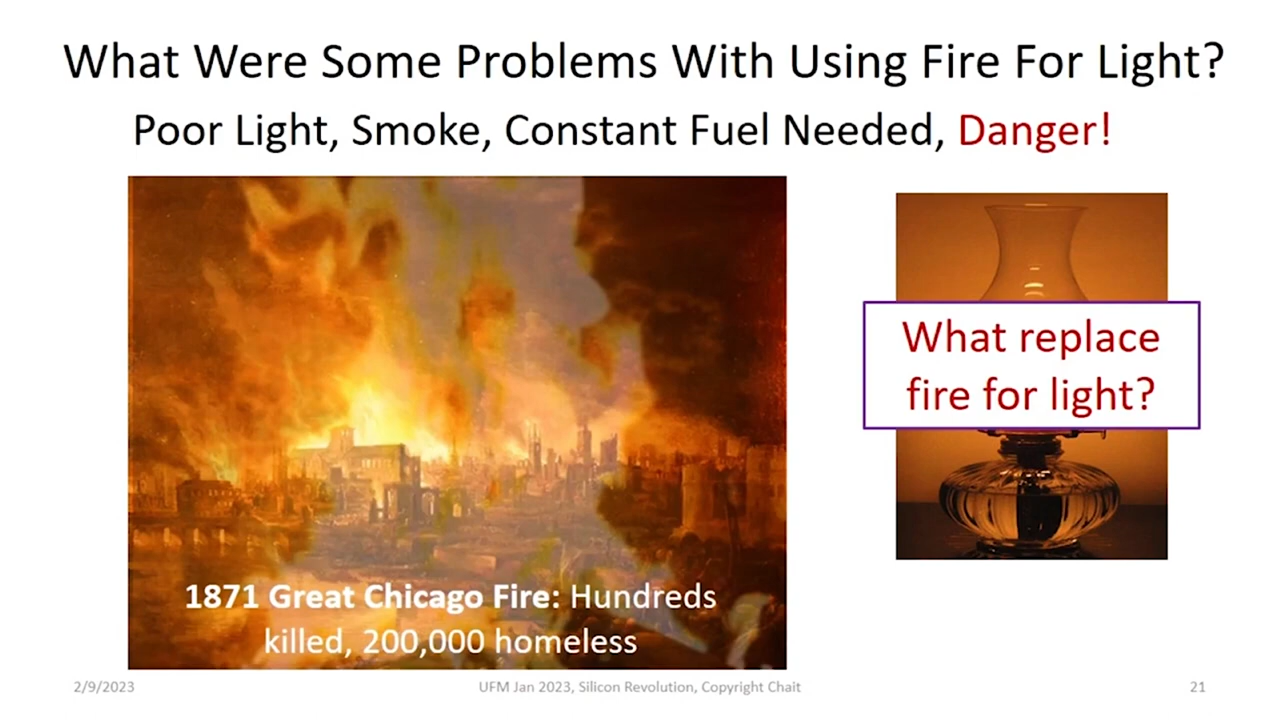 What Were Some Problems With Using Fire For Light?
Poor Light, Smoke, Constant Fuel Needed, Danger!
What replace
fire for light?
1871 Great Chicago Fire: Hundreds
killed, 200,000 homeless
2/9/2023
UFM Jan 2023, Silicon Revolution, Copyright Chait
21